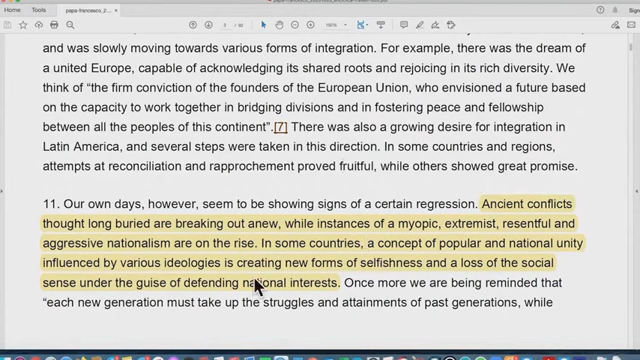 Home
Tools
50
150%
and was slowly moving towards various forms of integration. For example, there was the dream of
a united Europe, capable of acknowledging its shared roots and rejoicing in its rich diversity. We
think of “the firm conviction of the founders of the European Union, who envisioned a future based
on the capacity to work together in bridging divisions and in fostering peace and fellowship
between all the peoples of this continent”.[7] There was also a growing desire for integration in
Latin America, and several steps were taken in this direction. In some countries and regions,
attempts at reconciliation and rapprochement proved fruitful, while others showed great promise.
11. Our own days, however, seem to be showing signs of a certain regression. Ancient conflicts
thought long buried are breaking out anew, while instances of a myopic, extremist, resentful and
aggressive nationalism are on the rise. In some countries, a concept of popular and national unity
influenced by various ideologies is creating new forms of selfishness and a loss of the social
sense under the guise of defending national interests. Once more we are being reminded that
“each new generation must take up the struggles and attainments of past generations, while